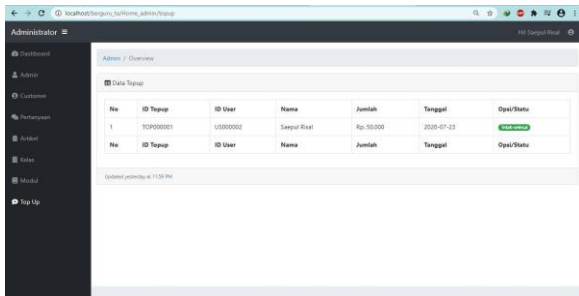 localhost/berguru_ta/Home_admin/topup
Administrator
Hi! Saepul Risal
Dashboard
Admin
Customer
Pertanyaan
Artikel
Kelas
Modul
Top Up
Admin / Overview
Data Topup
No ID Topup ID User Nama Jumlah Tanggal Opsi/Statu
1 TOP000001 US000002 Saepul Risal Rp. 50.000 2020-07-23
No ID Topup ID User Nama Jumlah Tanggal Opsi/Statu
Updated yesterday at 11:59 PM